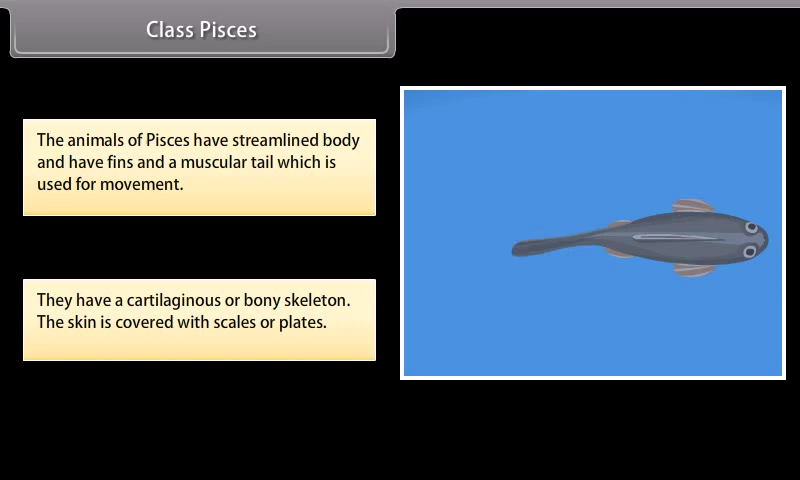 Class Pisces
The animals of Pisces have streamlined body
and have fins and a muscular tail which is
used for movement.
They have a cartilaginous or bony skeleton.
The skin is covered with scales or plates.